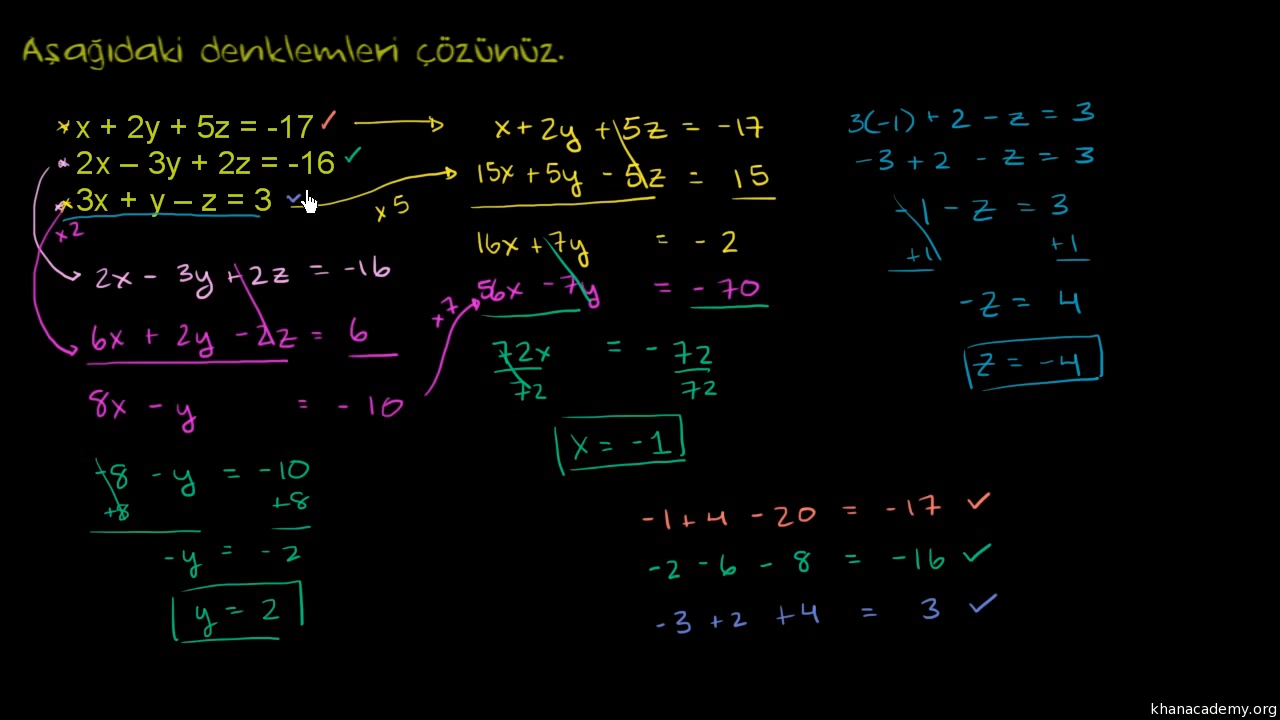 Aşağıdaki denklemleri çözünüz.
x + 2y + 5z = -17 ✓
2x – 3y + 2z = -16 ✓
3x + y – z = 3
x 5
x 2
2x - 3y + 2z = -16
6x + 2y - 2z = 6
8x - y = - 10
x 7
-8 - y = -10
+8 +8
-y = -2
y = 2
x + 2y + 5z = -17
15x + 5y - 5z = 15
16x + 7y = - 2
56x - 7y = - 70
72x = - 72
72 72
x = -1
3(-1) + 2 - z = 3
-3 + 2 - z = 3
-1 - z = 3
+1 +1
-z = 4
z = -4
-1 + 4 - 20 = -17 ✓
-2 - 6 - 8 = -16 ✓
-3 + 2 + 4 = 3 ✓
khanacademy.org